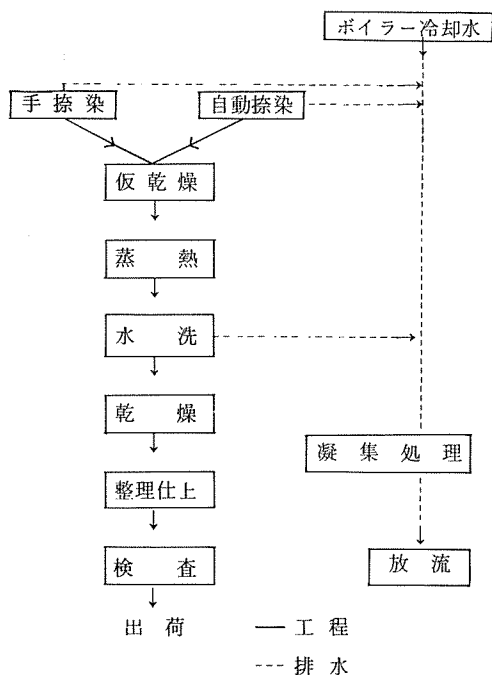 ボイラー冷却水
手捺染
自動捺染
仮乾燥
蒸熱
水洗
乾燥
凝集処理
整理仕上
検査
放流
出荷
工程
排水